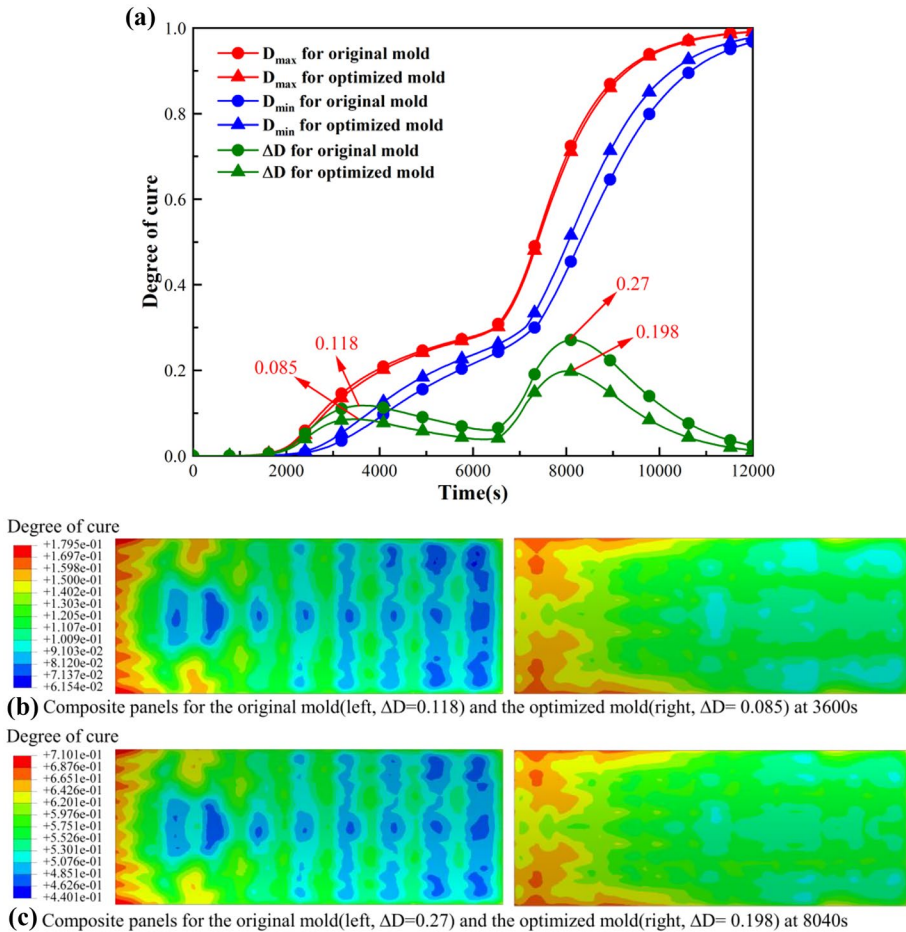 (a)
1.0
0.8
0.6
0.4
0.2
0.0
Degree of cure
D_max for original mold
D_max for optimized mold
D_min for original mold
D_min for optimized mold
ΔD for original mold
ΔD for optimized mold
0.27
0.118
0.085
0.198
0 2000 4000 6000 8000 10000 12000
Time(s)
Degree of cure
+1.795e-01
+1.697e-01
+1.598e-01
+1.500e-01
+1.402e-01
+1.303e-01
+1.205e-01
+1.107e-01
+1.009e-01
+9.103e-02
+8.120e-02
+7.137e-02
+6.154e-02
(b) Composite panels for the original mold(left, ΔD=0.118) and the optimized mold(right, ΔD= 0.085) at 3600s
Degree of cure
+7.101e-01
+6.876e-01
+6.651e-01
+6.426e-01
+6.201e-01
+5.976e-01
+5.751e-01
+5.526e-01
+5.301e-01
+5.076e-01
+4.851e-01
+4.626e-01
+4.401e-01
(c) Composite panels for the original mold(left, ΔD=0.27) and the optimized mold(right, ΔD= 0.198) at 8040s